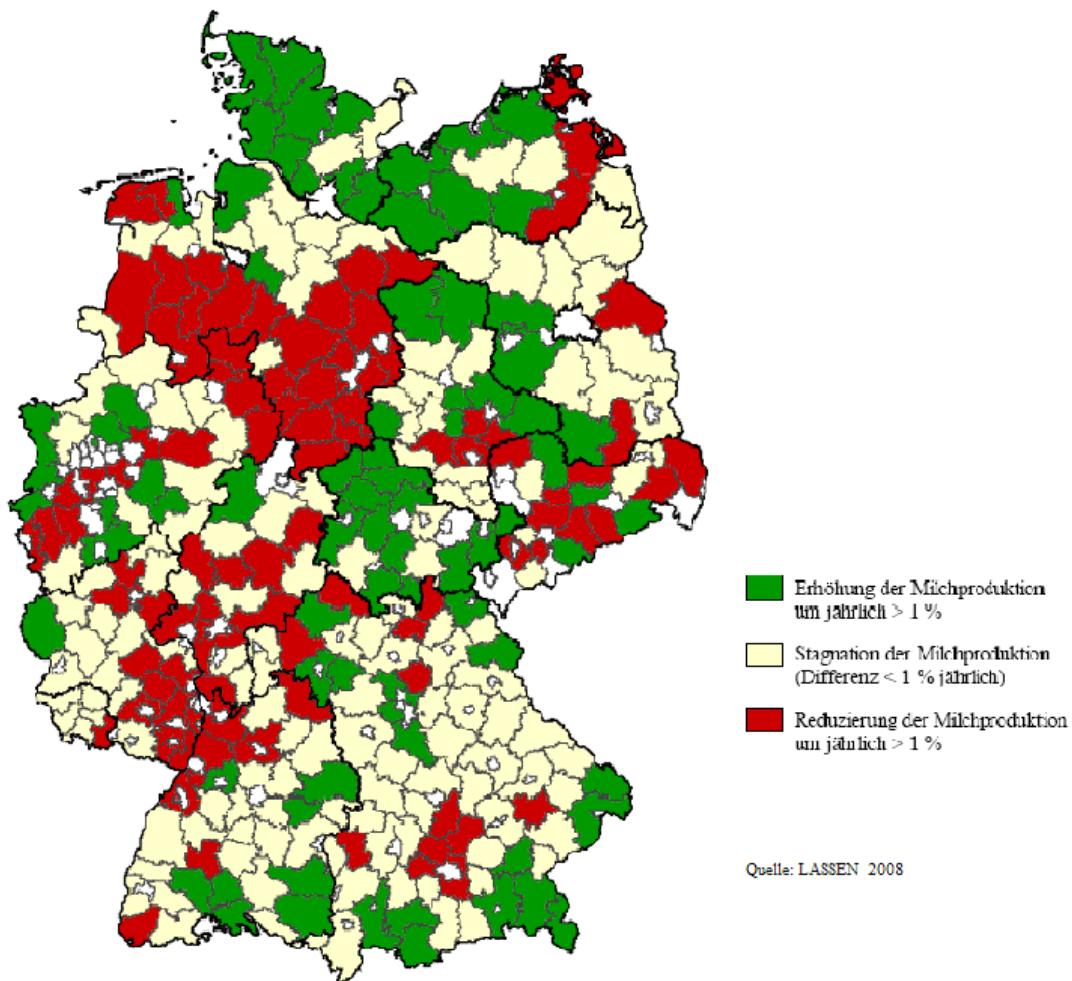 Erhöhung der Milchproduktion
um jährlich > 1 %
Stagnation der Milchproduktion
(Differenz < 1 % jährlich)
Reduzierung der Milchproduktion
um jährlich > 1 %
Quelle: LASSEN 2008